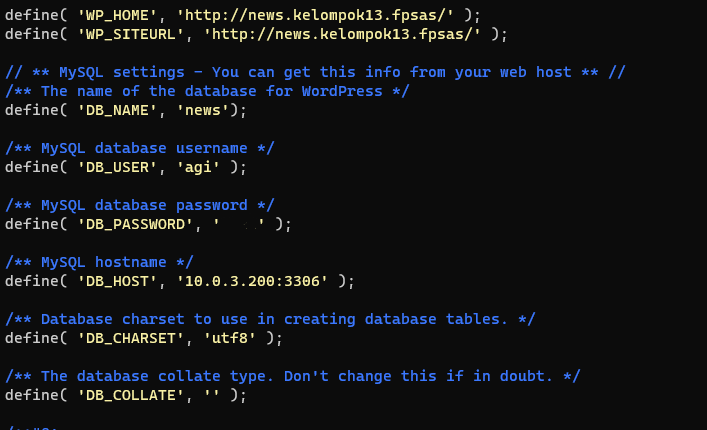 define( 'WP_HOME', 'http://news.kelompok13.fpsas/' );
define( 'WP_SITEURL', 'http://news.kelompok13.fpsas/' );
// ** MySQL settings - You can get this info from your web host ** //
/** The name of the database for WordPress */
define( 'DB_NAME', 'news');
/** MySQL database username */
define( 'DB_USER', 'agi' );
/** MySQL database password */
define( 'DB_PASSWORD', '    ' );
/** MySQL hostname */
define( 'DB_HOST', '10.0.3.200:3306' );
/** Database charset to use in creating database tables. */
define( 'DB_CHARSET', 'utf8' );
/** The database collate type. Don't change this if in doubt. */
define( 'DB_COLLATE', '' );